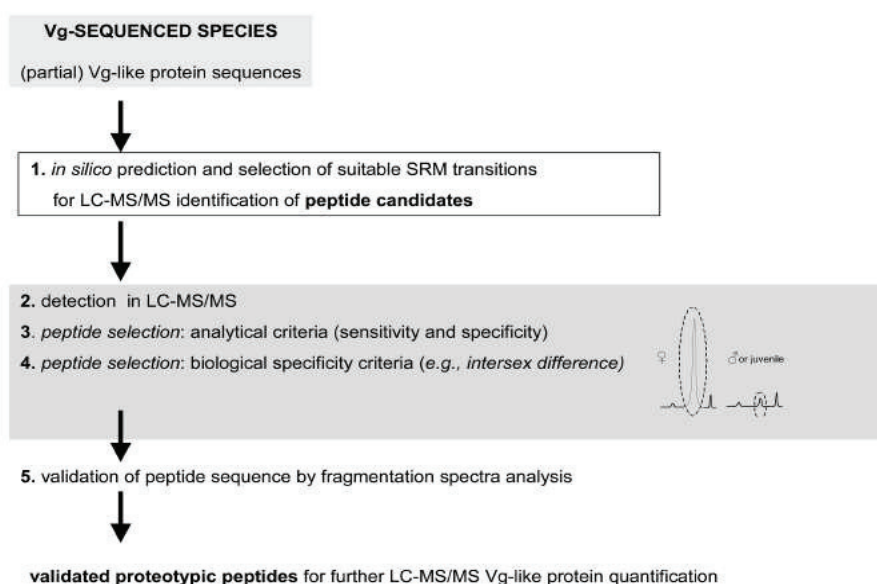 Vg-SEQUENCED SPECIES
(partial) Vg-like protein sequences
1. in silico prediction and selection of suitable SRM transitions
for LC-MS/MS identification of peptide candidates
2. detection in LC-MS/MS
3. peptide selection: analytical criteria (sensitivity and specificity)
4. peptide selection: biological specificity criteria (e.g., intersex difference)
♀ ♂or juvenile
5. validation of peptide sequence by fragmentation spectra analysis
validated proteotypic peptides for further LC-MS/MS Vg-like protein quantification